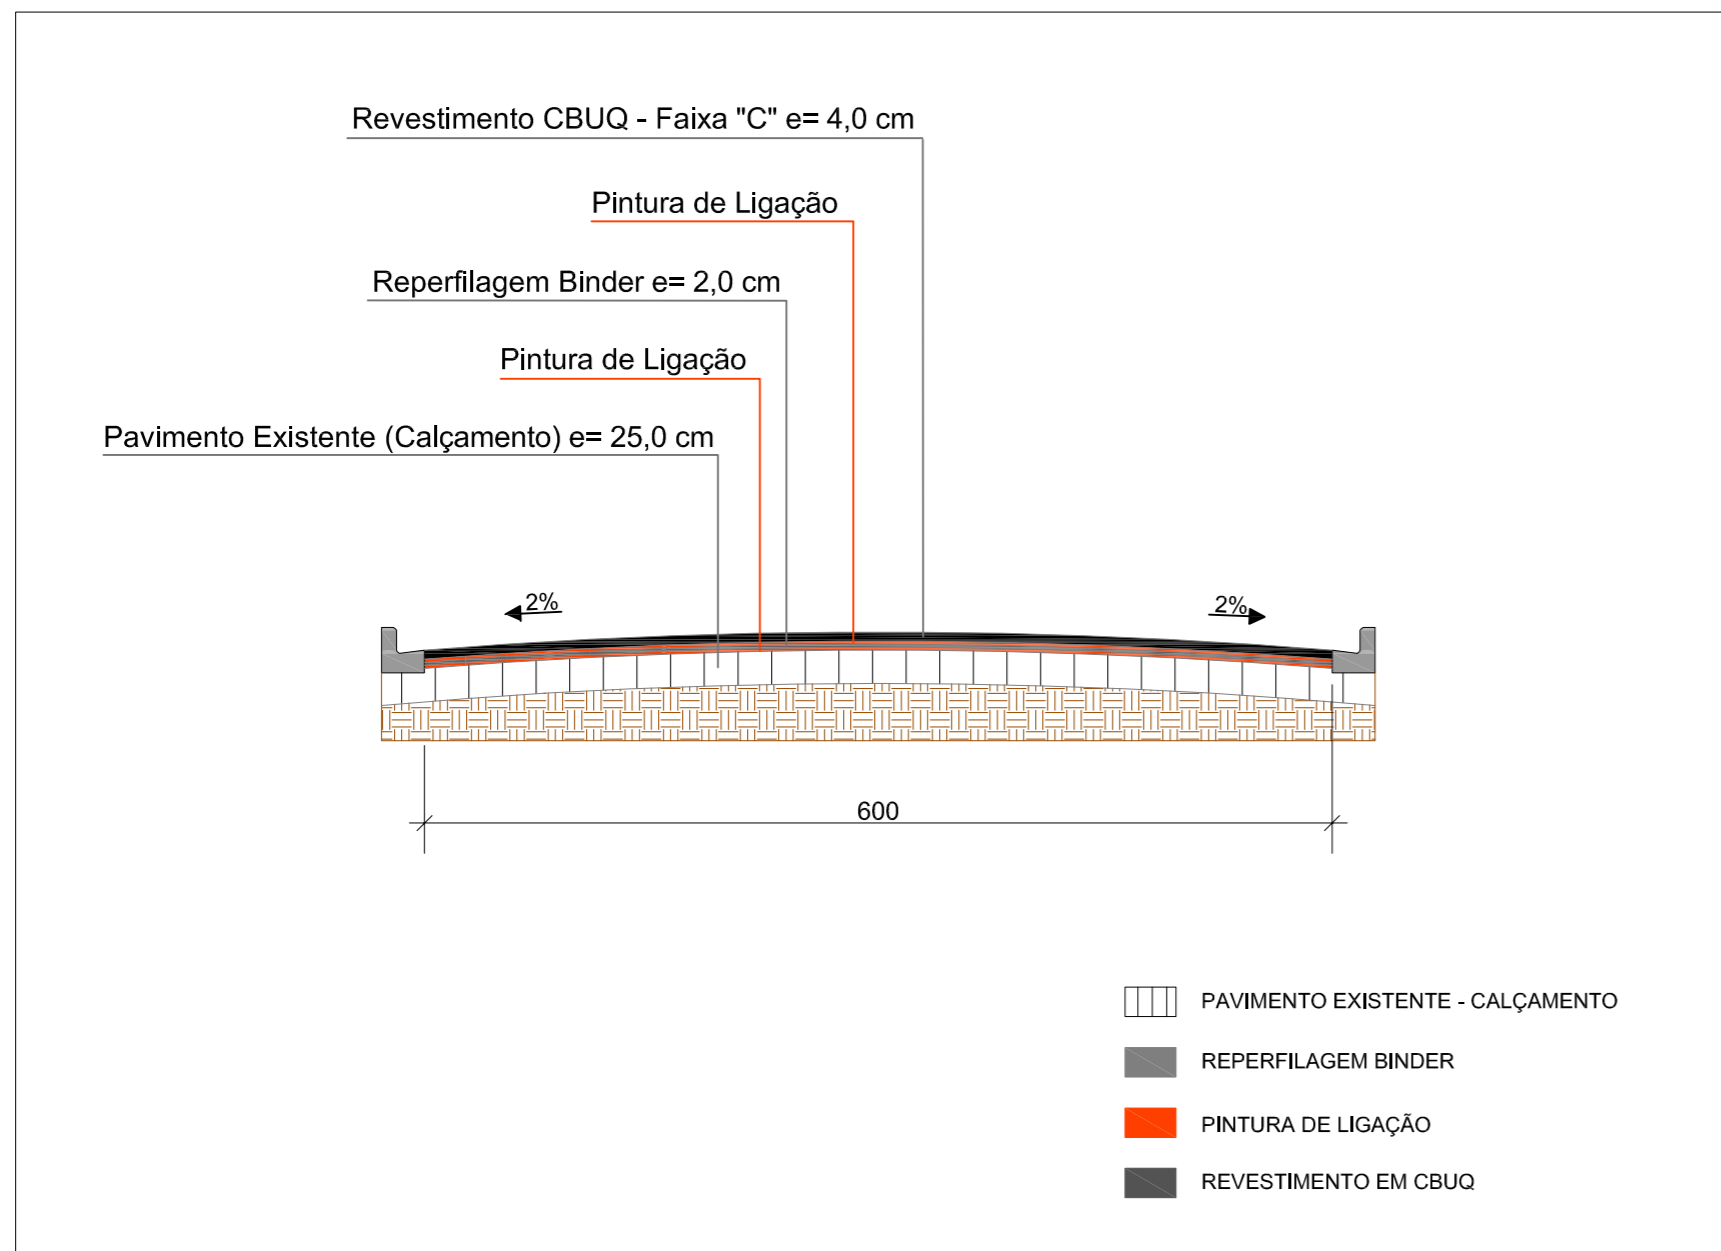 Revestimento CBUQ - Faixa "C" e= 4,0 cm
Pintura de Ligação
Reperfilagem Binder e= 2,0 cm
Pintura de Ligação
Pavimento Existente (Calçamento) e= 25,0 cm
2%
2%
600
PAVIMENTO EXISTENTE - CALÇAMENTO
REPERFILAGEM BINDER
PINTURA DE LIGAÇÃO
REVESTIMENTO EM CBUQ